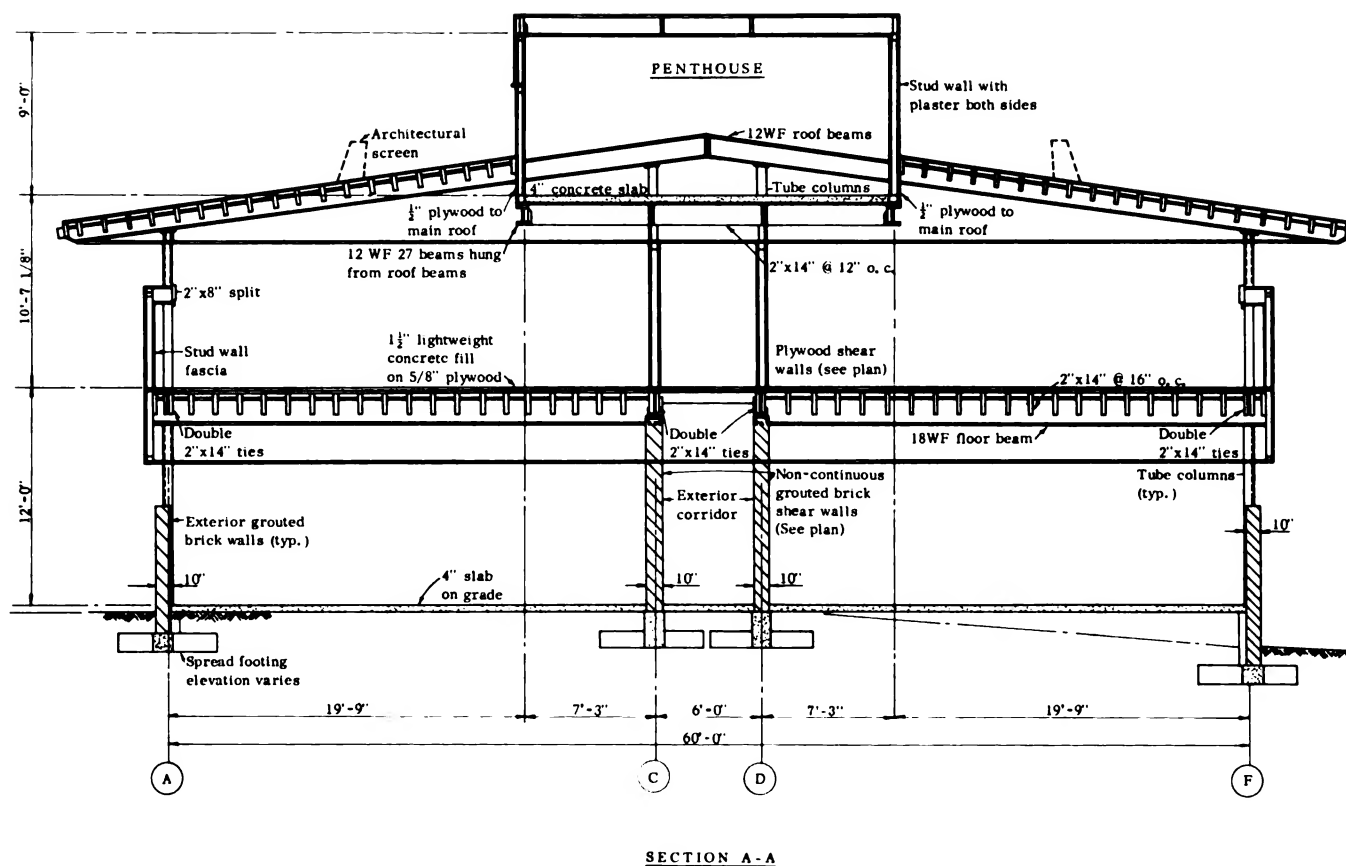 PENTHOUSE
Stud wall with
plaster both sides
9'-0"
Architectural
screen
12WF roof beams
4" concrete slab
Tube columns
½" plywood to
main roof
½" plywood to
main roof
12 WF 27 beams hung
from roof beams
2"x14" @ 12" o.c.
10'-7 1/8"
2"x8" split
Stud wall
fascia
1½" lightweight
concrete fill
on 5/8" plywood
Plywood shear
walls (see plan)
2"x14" @ 16" o.c.
Double
2"x14" ties
Double
2"x14" ties
18WF floor beam
Double
2"x14" ties
12'-0"
Exterior grouted
brick walls (typ.)
Exterior
corridor
Non-continuous
grouted brick
shear walls
(See plan)
Tube columns
(typ.)
10"
10"
4" slab
on grade
10"
10"
Spread footing
elevation varies
19'-9"
7'-3"
6'-0"
7'-3"
19'-9"
60'-0"
A
C
D
F
SECTION A-A